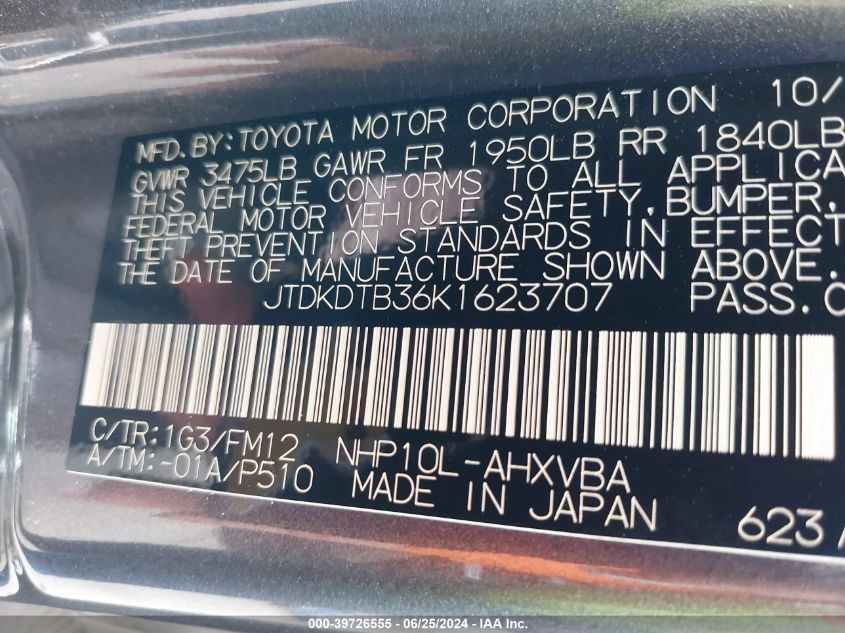 MFD. BY: TOYOTA MOTOR CORPORATION 10/
GVWR 3475LB GAWR FR 1950LB RR 1840LB
THIS VEHICLE CONFORMS TO ALL APPLICA
FEDERAL MOTOR VEHICLE SAFETY, BUMPER,
THEFT PREVENTION STANDARDS IN EFFECT
THE DATE OF MANUFACTURE SHOWN ABOVE.
JTDKDTB36K1623707 PASS.C
C/TR:1G3/FM12 NHP10L-AHXVBA
A/TM:-01A/P510 MADE IN JAPAN 623/
000-39726555 / 06/25/2024 / IAA Inc.